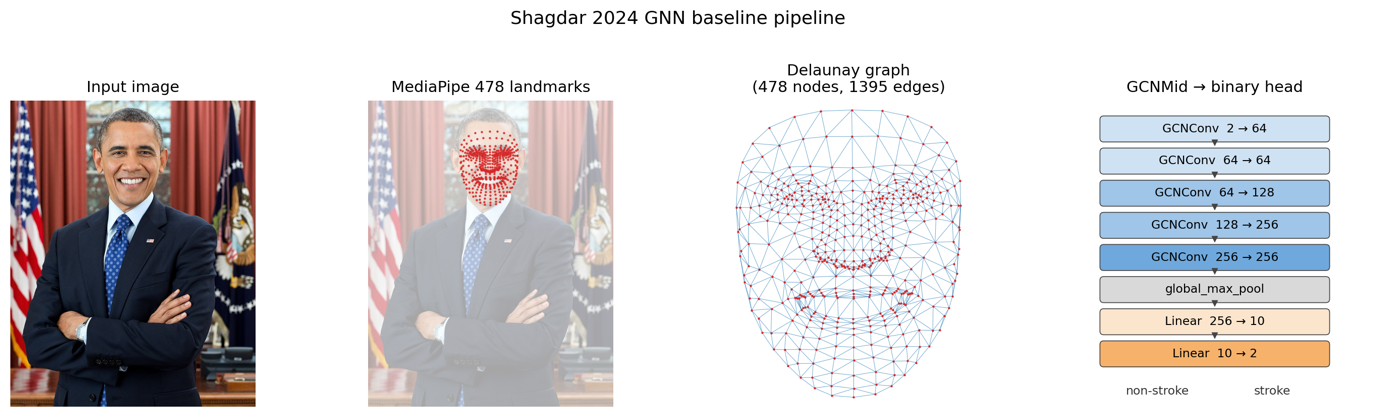 Shagdar 2024 GNN baseline pipeline
Input image
MediaPipe 478 landmarks
Delaunay graph
(478 nodes, 1395 edges)
GCNMid → binary head
GCNConv 2 → 64
GCNConv 64 → 64
GCNConv 64 → 128
GCNConv 128 → 256
GCNConv 256 → 256
global_max_pool
Linear 256 → 10
Linear 10 → 2
non-stroke
stroke